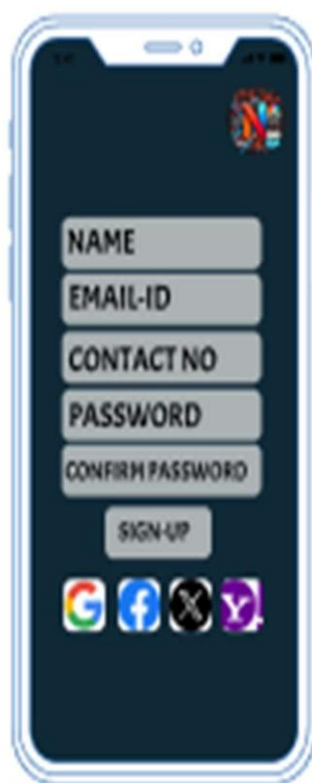 N
NAME
EMAIL-ID
CONTACT NO
PASSWORD
CONFIRM PASSWORD
SIGN-UP
G f X Y!